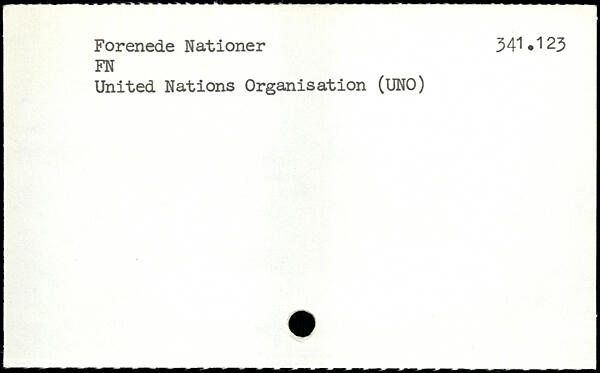 Forenede Nationer 341.123
FN
United Nations Organisation (UNO)